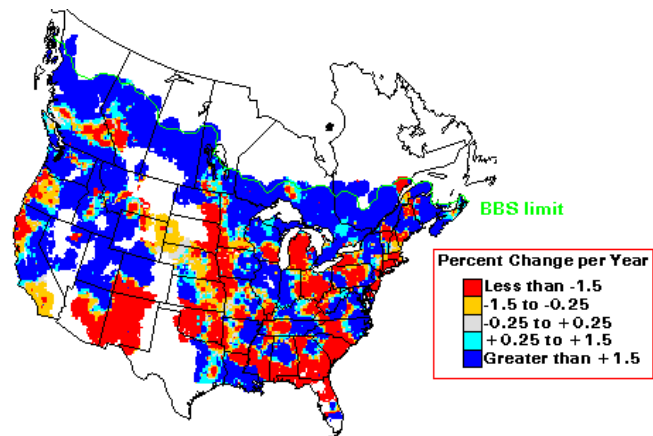 BBS limit
Percent Change per Year
Less than -1.5
-1.5 to -0.25
-0.25 to +0.25
+0.25 to +1.5
Greater than +1.5